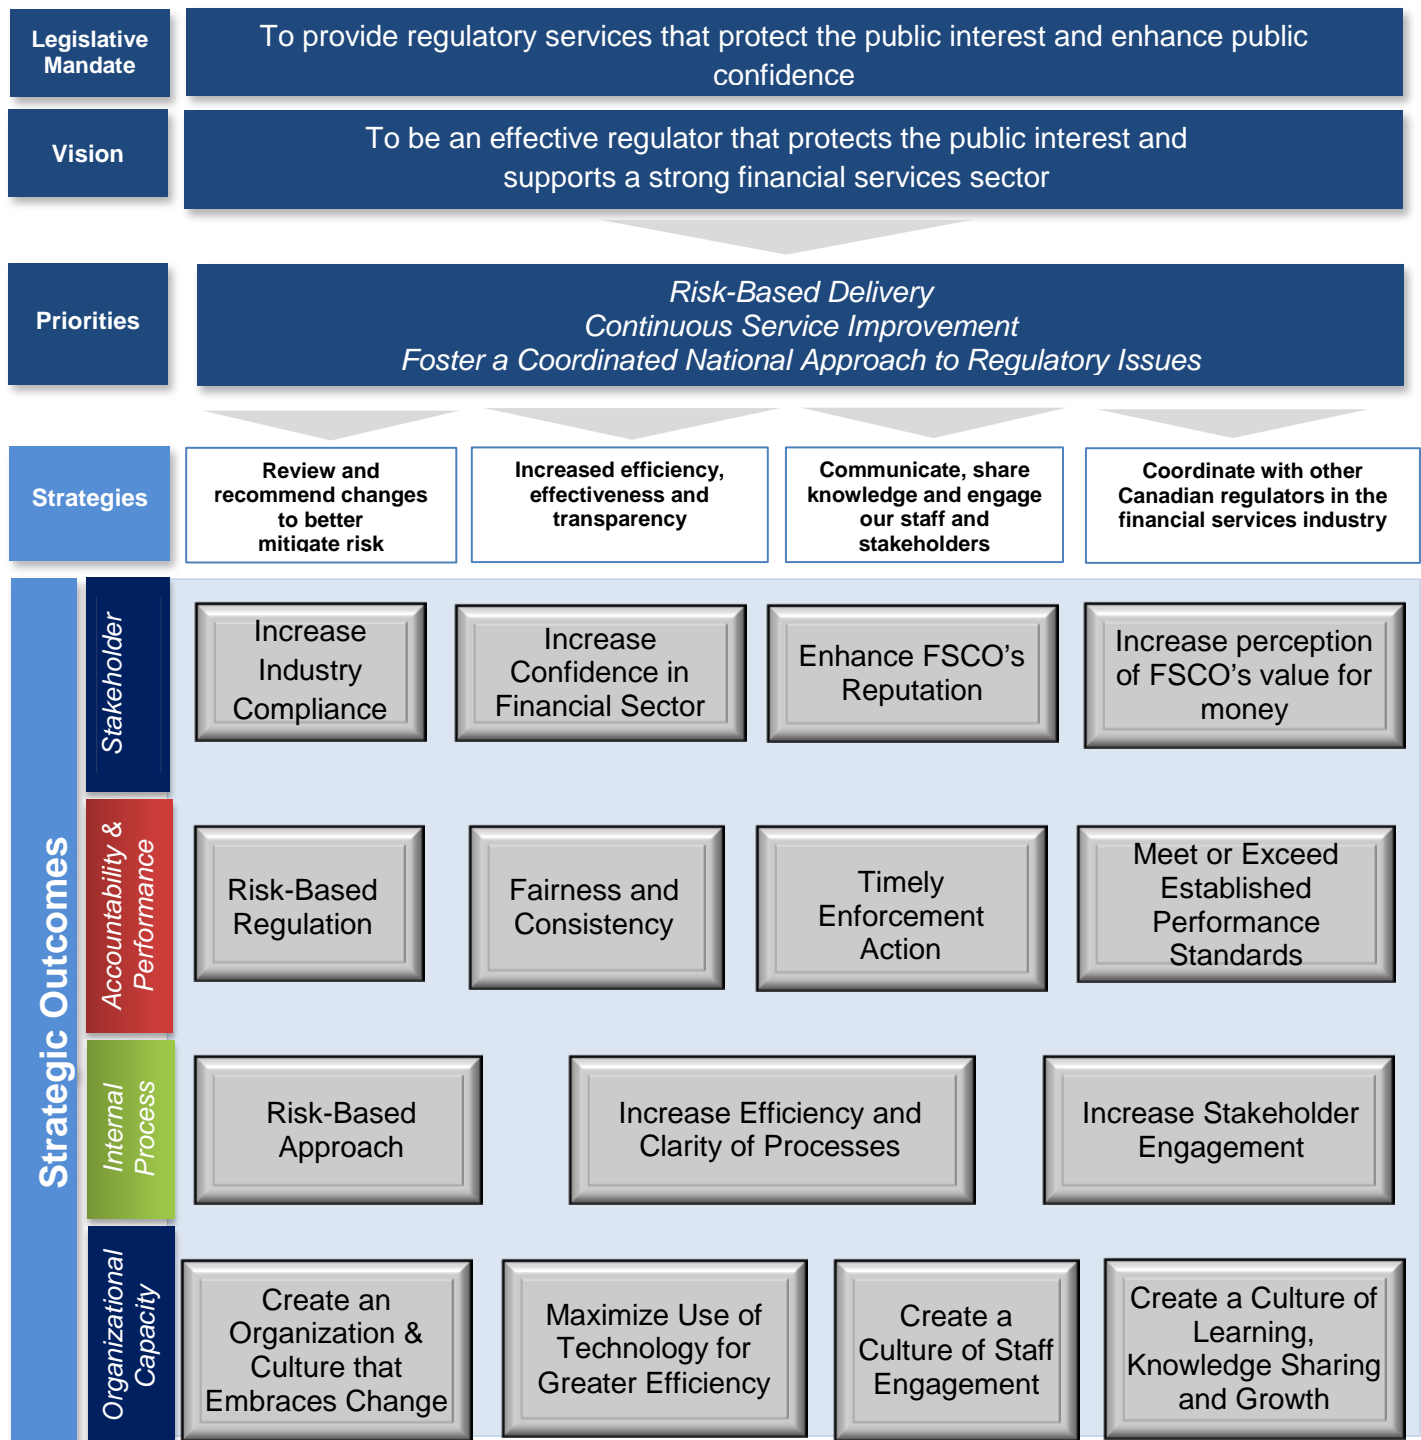 Legislative
Mandate
To provide regulatory services that protect the public interest and enhance public
confidence
Vision
To be an effective regulator that protects the public interest and
supports a strong financial services sector
Priorities
Risk-Based Delivery
Continuous Service Improvement
Foster a Coordinated National Approach to Regulatory Issues
Strategies
Review and
recommend changes
to better
mitigate risk
Increased efficiency,
effectiveness and
transparency
Communicate, share
knowledge and engage
our staff and
stakeholders
Coordinate with other
Canadian regulators in the
financial services industry
Strategic Outcomes
Stakeholder
Increase
Industry
Compliance
Increase
Confidence in
Financial Sector
Enhance FSCO’s
Reputation
Increase perception
of FSCO’s value for
money
Accountability &
Performance
Risk-Based
Regulation
Fairness and
Consistency
Timely
Enforcement
Action
Meet or Exceed
Established
Performance
Standards
Internal
Process
Risk-Based
Approach
Increase Efficiency and
Clarity of Processes
Increase Stakeholder
Engagement
Organizational
Capacity
Create an
Organization &
Culture that
Embraces Change
Maximize Use of
Technology for
Greater Efficiency
Create a
Culture of Staff
Engagement
Create a Culture of
Learning,
Knowledge Sharing
and Growth